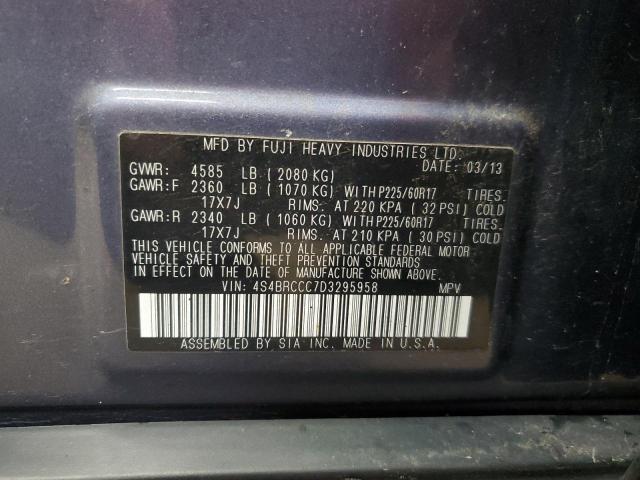 MFD BY FUJI HEAVY INDUSTRIES LTD.
DATE: 03/13
GVWR: 4585 LB (2080 KG)
GAWR:F 2360 LB (1070 KG) WITH P225/60R17 TIRES.
17X7J RIMS. AT 220 KPA (32 PSI) COLD
GAWR:R 2340 LB (1060 KG) WITH P225/60R17 TIRES.
17X7J RIMS. AT 210 KPA (30 PSI) COLD
THIS VEHICLE CONFORMS TO ALL APPLICABLE FEDERAL MOTOR
VEHICLE SAFETY AND THEFT PREVENTION STANDARDS
IN EFFECT ON THE DATE OF MANUFACTURE SHOWN ABOVE.
VIN: 4S4BRCCC7D3295958 MPV
ASSEMBLED BY SIA INC. MADE IN U.S.A.